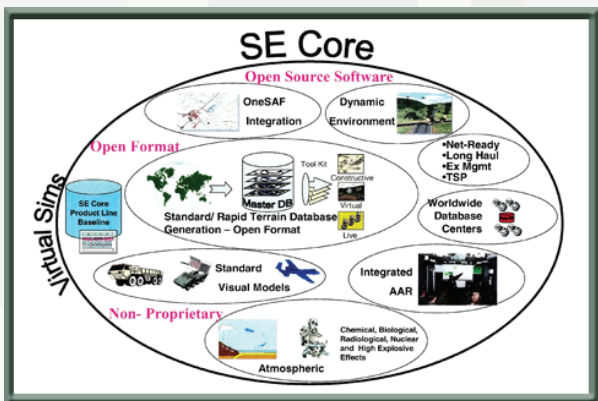 SE Core
Open Source Software
OneSAF
Integration
Dynamic
Environment
Open Format
•Net-Ready
•Long Haul
•Ex Mgmt
•TSP
Tool Kit
Constructive
Master DB
Virtual
Live
Standard/ Rapid Terrain Database
Generation – Open Format
Virtual Sims
SE Core
Product Line
Baseline
Worldwide
Database
Centers
Standard
Visual Models
Integrated
AAR
Non- Proprietary
Chemical, Biological,
Radiological, Nuclear
and High Explosive
Effects
Atmospheric